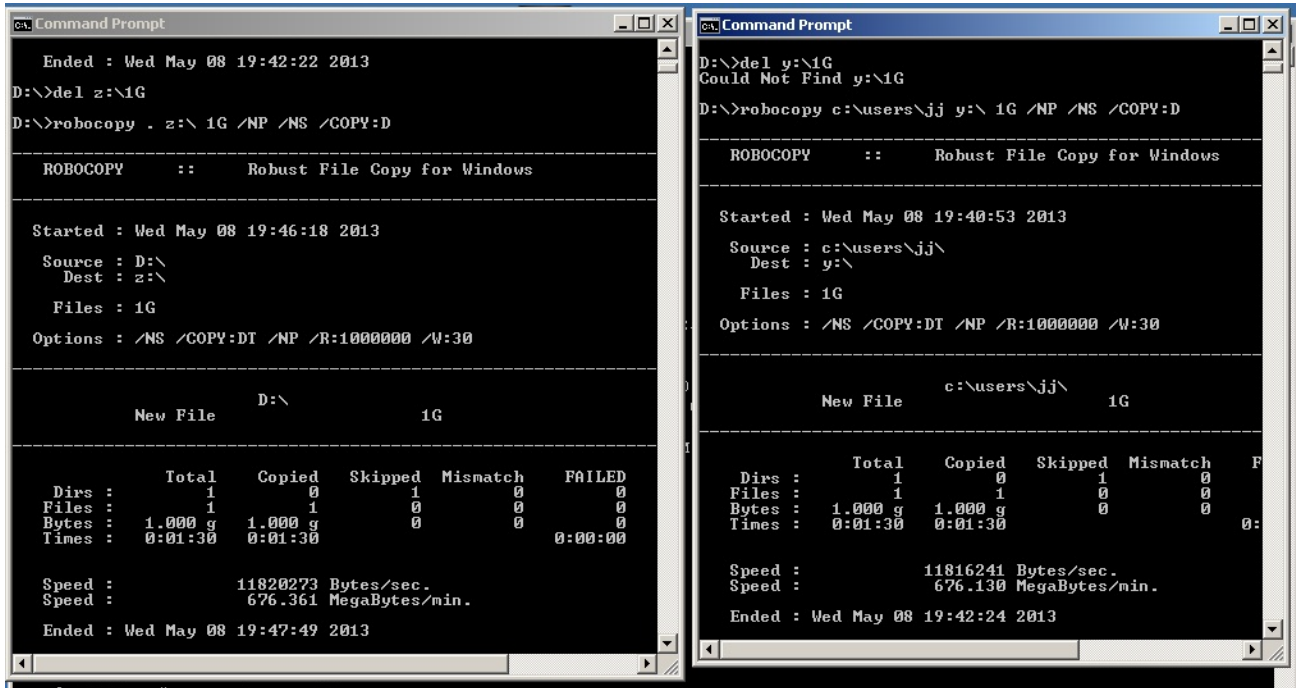 Command Prompt
Ended : Wed May 08 19:42:22 2013
D:\>del z:\1G
D:\>robocopy . z:\ 1G /NP /NS /COPY:D
ROBOCOPY :: Robust File Copy for Windows
Started : Wed May 08 19:46:18 2013
Source : D:\
Dest : z:\
Files : 1G
Options : /NS /COPY:DT /NP /R:1000000 /W:30
D:\
New File 1G
Total Copied Skipped Mismatch FAILED
Dirs : 1 0 1 0 0
Files : 1 1 0 0 0
Bytes : 1.000 g 1.000 g 0 0 0
Times : 0:01:30 0:01:30 0:00:00
Speed : 11820273 Bytes/sec.
Speed : 676.361 MegaBytes/min.
Ended : Wed May 08 19:47:49 2013
Command Prompt
D:\>del y:\1G
Could Not Find y:\1G
D:\>robocopy c:\users\jj y:\ 1G /NP /NS /COPY:D
ROBOCOPY :: Robust File Copy for Windows
Started : Wed May 08 19:40:53 2013
Source : c:\users\jj\
Dest : y:\
Files : 1G
Options : /NS /COPY:DT /NP /R:1000000 /W:30
c:\users\jj\
New File 1G
Total Copied Skipped Mismatch F
Dirs : 1 0 1 0
Files : 1 1 0 0
Bytes : 1.000 g 1.000 g 0 0
Times : 0:01:30 0:01:30 0:
Speed : 11816241 Bytes/sec.
Speed : 676.130 MegaBytes/min.
Ended : Wed May 08 19:42:24 2013